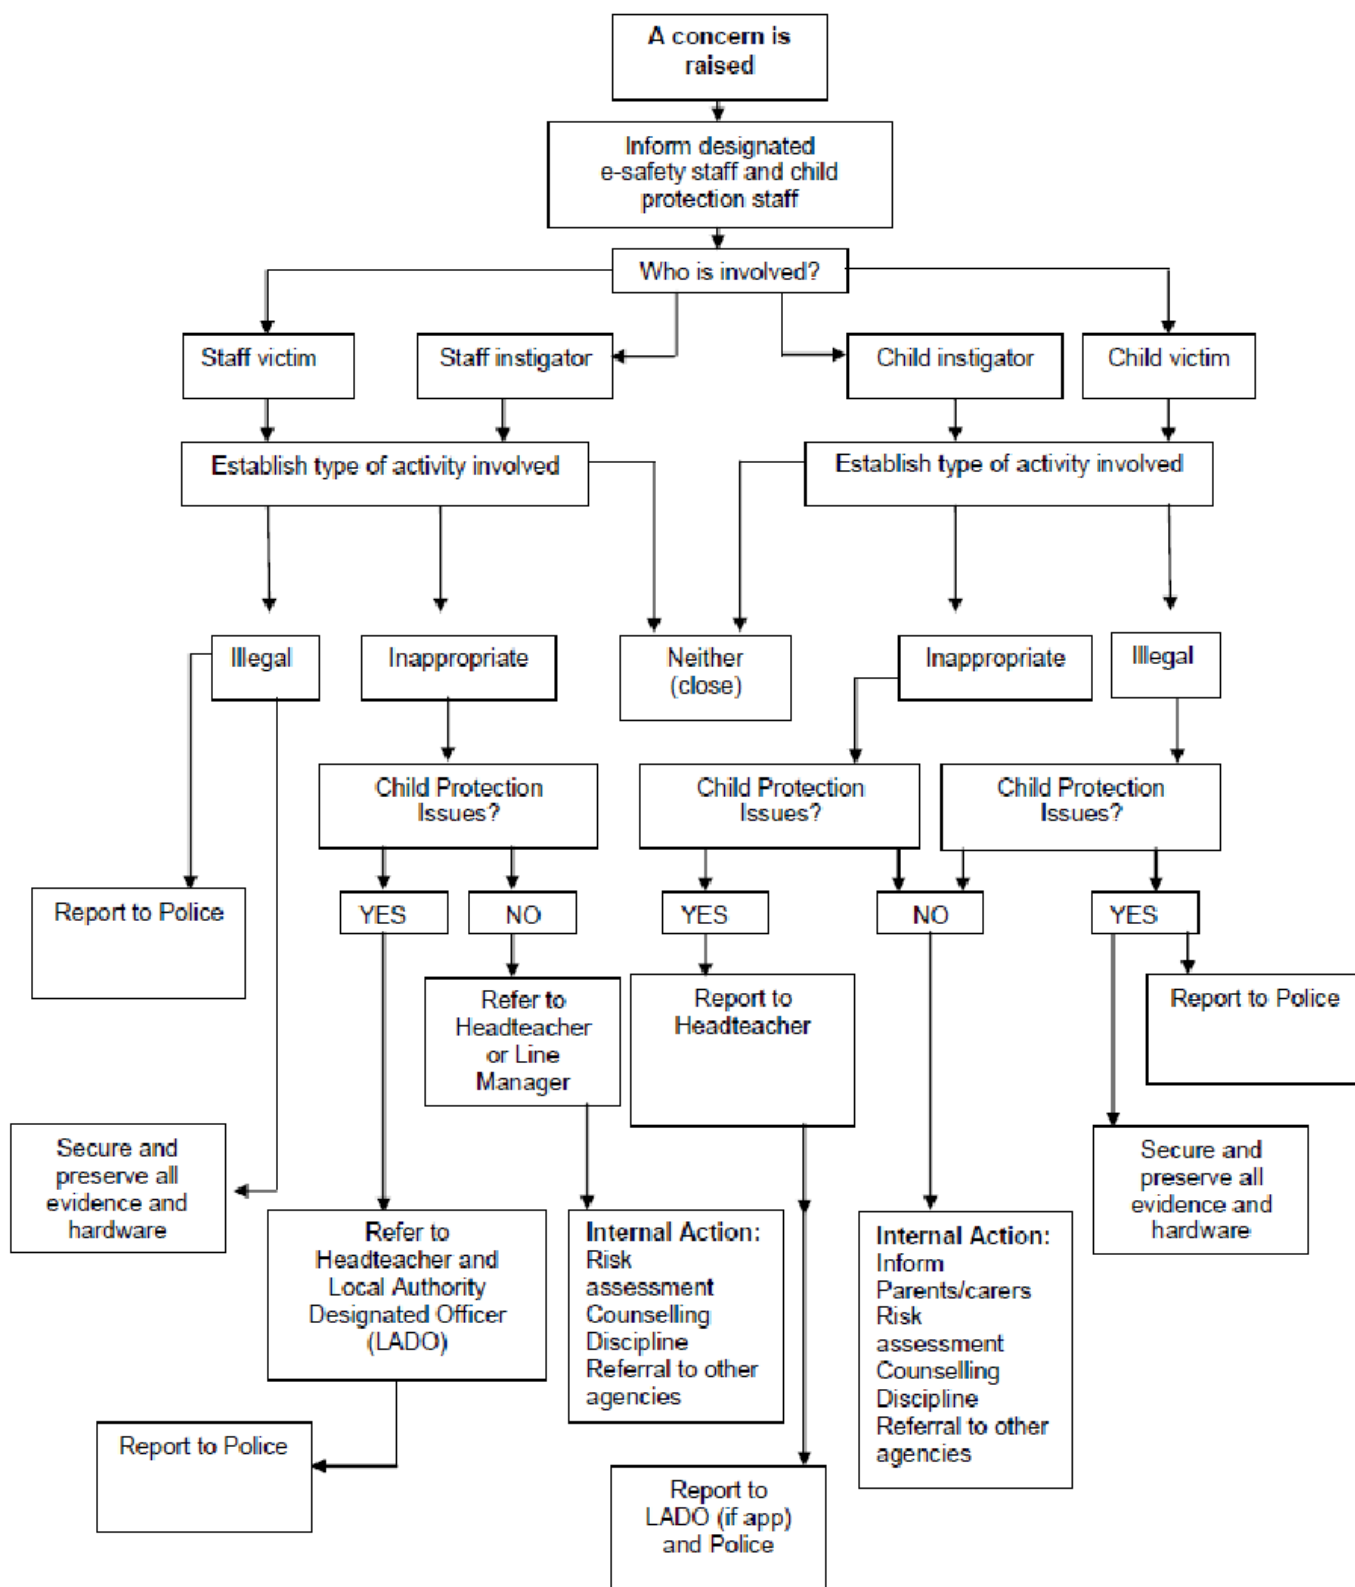 A concern is
raised
Inform designated
e-safety staff and child
protection staff
Who is involved?
Staff victim
Staff instigator
Child instigator
Child victim
Establish type of activity involved
Establish type of activity involved
Illegal
Inappropriate
Neither
(close)
Inappropriate
Illegal
Child Protection
Issues?
Child Protection
Issues?
Child Protection
Issues?
Report to Police
YES
NO
YES
NO
YES
Refer to
Headteacher
or Line
Manager
Report to
Headteacher
Report to Police
Secure and
preserve all
evidence and
hardware
Secure and
preserve all
evidence and
hardware
Refer to
Headteacher and
Local Authority
Designated Officer
(LADO)
Internal Action:
Risk
assessment
Counselling
Discipline
Referral to other
agencies
Internal Action:
Inform
Parents/carers
Risk
assessment
Counselling
Discipline
Referral to other
agencies
Report to Police
Report to
LADO (if app)
and Police